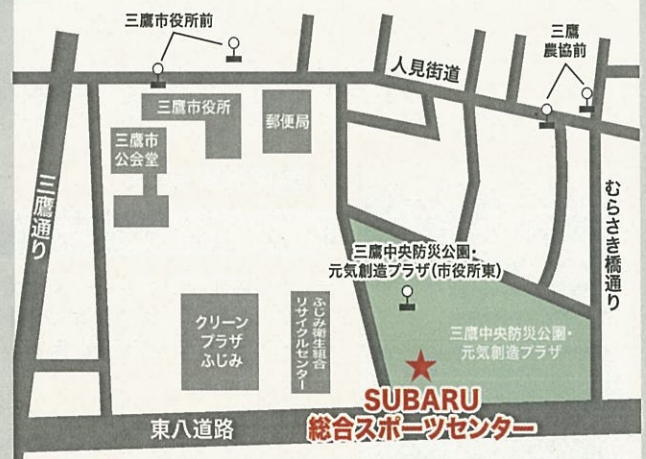 三鷹市役所前
三鷹
農協前
人見街道
三鷹市役所
郵便局
三鷹市
公会堂
三鷹通り
むらさき橋通り
三鷹中央防災公園・
元気創造プラザ(市役所東)
クリーン
プラザ
ふじみ
ふじみ衛生組合
リサイクルセンター
三鷹中央防災公園・
元気創造プラザ
SUBARU
総合スポーツセンター
東八道路